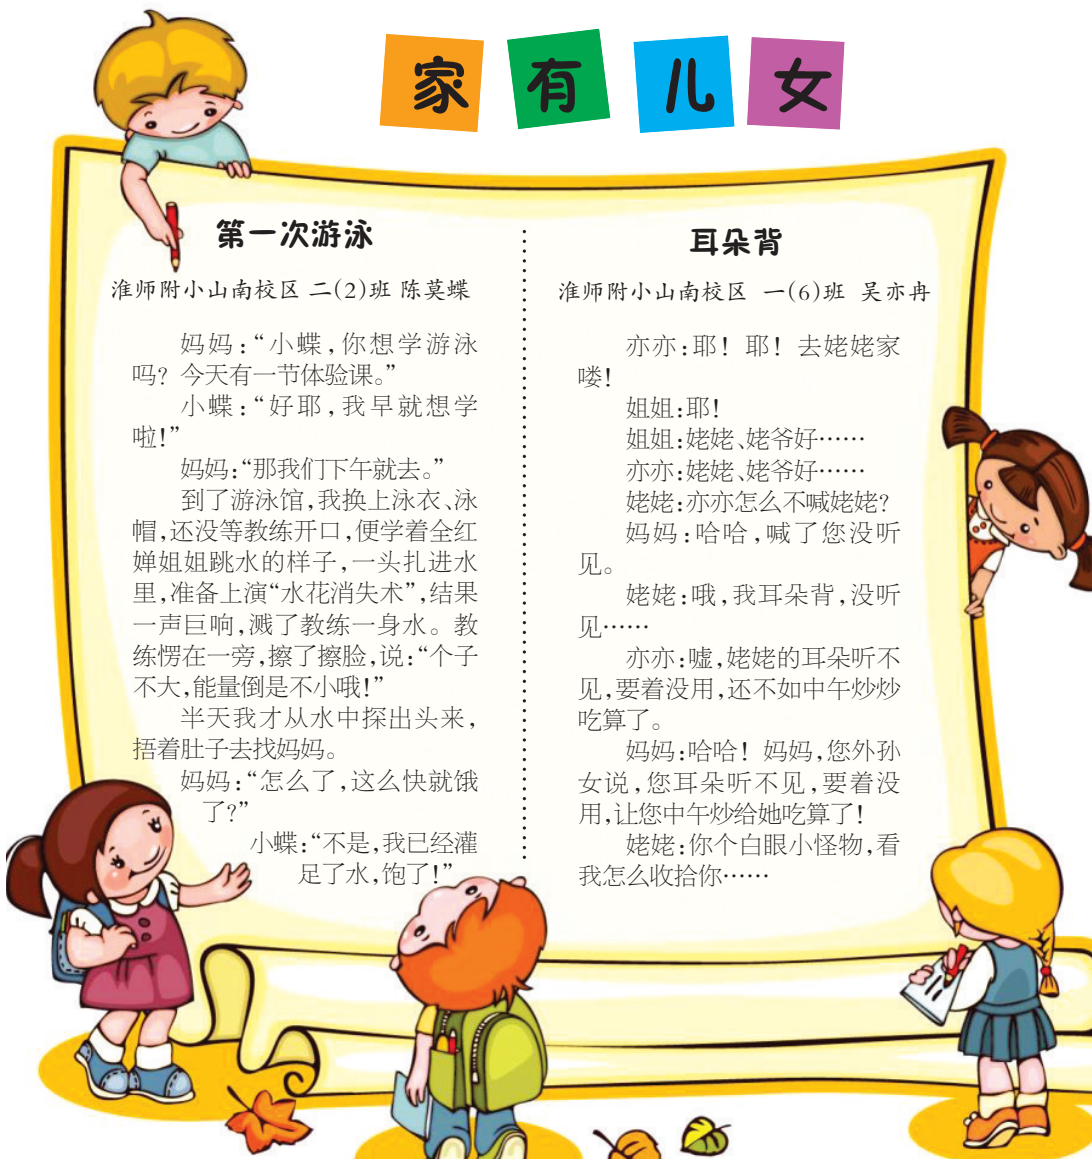 家有儿女
第一次游泳
淮师附小山南校区 二(2)班 陈莫蝶
妈妈:“小蝶,你想学游泳
吗? 今天有一节体验课。”
小蝶:“好耶,我早就想学
啦!”
妈妈:“那我们下午就去。”
到了游泳馆,我换上泳衣、泳
帽,还没等教练开口,便学着全红
婵姐姐跳水的样子,一头扎进水
里,准备上演“水花消失术”,结果
一声巨响,溅了教练一身水。教
练愣在一旁,擦了擦脸,说:“个子
不大,能量倒是不小哦!”
半天我才从水中探出头来,
捂着肚子去找妈妈。
妈妈:“怎么了,这么快就饿
了?”
小蝶:“不是,我已经灌
足了水,饱了!”
耳朵背
淮师附小山南校区 一(6)班 吴亦冉
亦亦:耶! 耶! 去姥姥家
喽!
姐姐:耶!
姐姐:姥姥、姥爷好……
亦亦:姥姥、姥爷好……
姥姥:亦亦怎么不喊姥姥?
妈妈:哈哈,喊了您没听
见。
姥姥:哦,我耳朵背,没听
见……
亦亦:嘘,姥姥的耳朵听不
见,要着没用,还不如中午炒炒
吃算了。
妈妈:哈哈! 妈妈,您外孙
女说,您耳朵听不见,要着没
用,让您中午炒给她吃算了!
姥姥:你个白眼小怪物,看
我怎么收拾你……